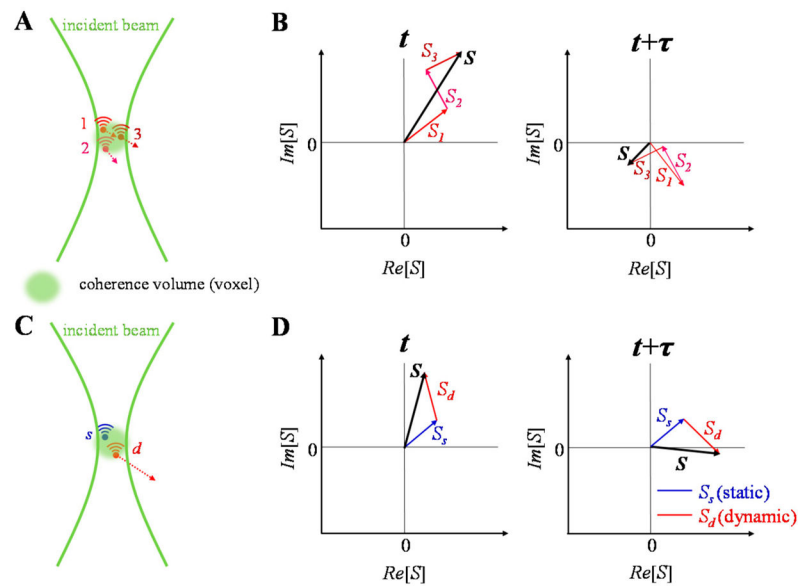 A
incident beam
1
3
2
coherence volume (voxel)
B
t
S3
S
S2
S1
0
Im[S]
0
Re[S]
t+τ
0
S
S3
S1
S2
Im[S]
0
Re[S]
C
incident beam
s
d
D
t
S
Sd
Ss
0
Im[S]
0
Re[S]
t+τ
Ss
Sd
0
S
Im[S]
Ss (static)
Sd (dynamic)
0
Re[S]